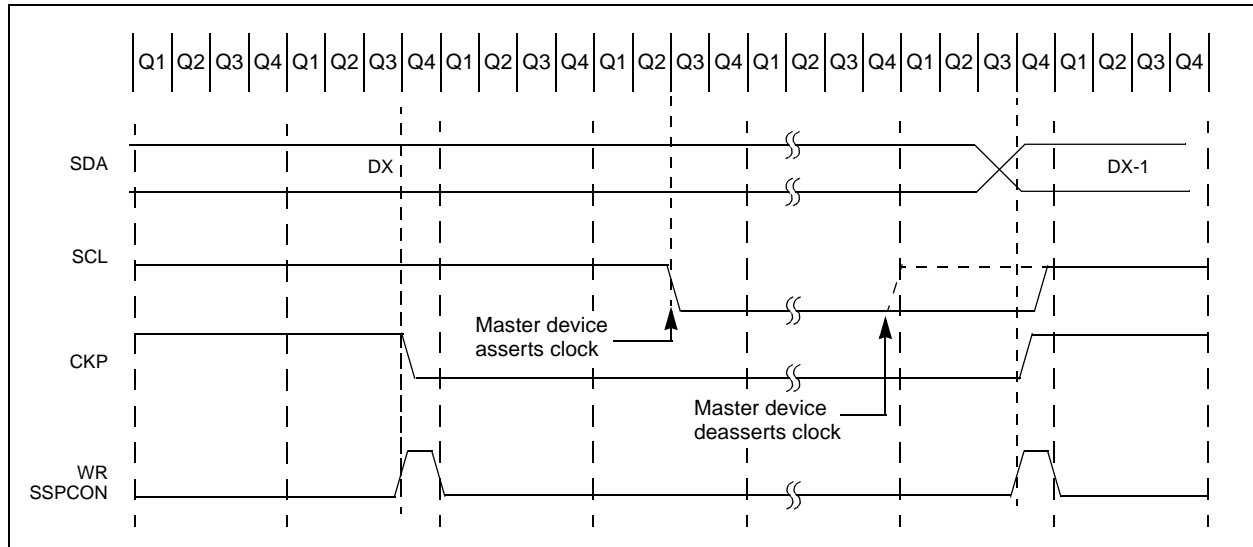 Q1 Q2 Q3 Q4 Q1 Q2 Q3 Q4 Q1 Q2 Q3 Q4 Q1 Q2 Q3 Q4 Q1 Q2 Q3 Q4 Q1 Q2 Q3 Q4 Q1 Q2 Q3 Q4
SDA
DX
DX-1
SCL
Master device
asserts clock
CKP
Master device
deasserts clock
WR
SSPCON